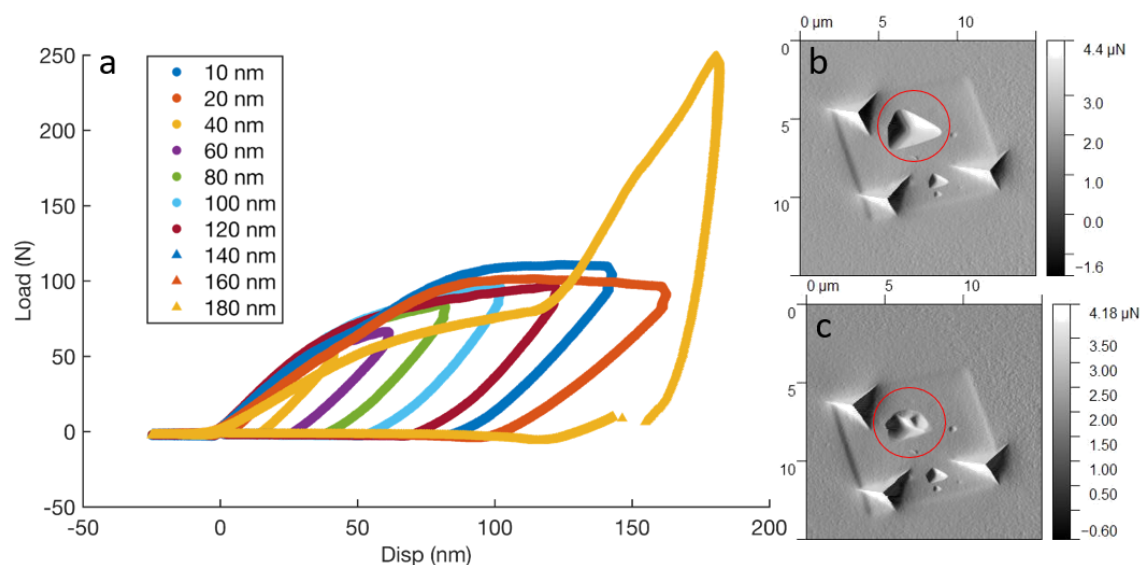 a
250
200
150
100
50
0
-50
Load (N)
-50 0 50 100 150 200
Disp (nm)
10 nm
20 nm
40 nm
60 nm
80 nm
100 nm
120 nm
140 nm
160 nm
180 nm
b
0 µm 5 10
0
5
10
4.4 µN
3.0
2.0
1.0
0.0
−1.6
c
0 µm 5 10
0
5
10
4.18 µN
3.50
3.00
2.50
2.00
1.50
1.00
0.50
−0.60